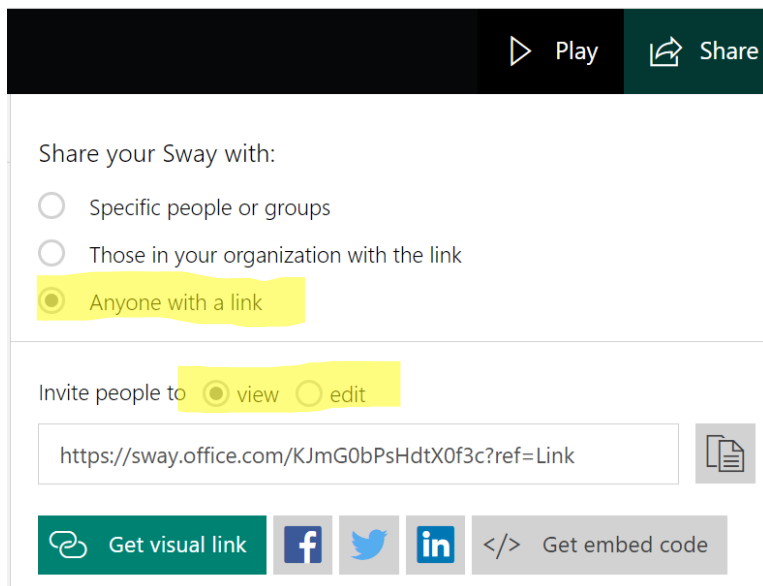 Play Share
Share your Sway with:
Specific people or groups
Those in your organization with the link
Anyone with a link
Invite people to view edit
https://sway.office.com/KJmG0bPsHdtX0f3c?ref=Link
Get visual link f in </> Get embed code